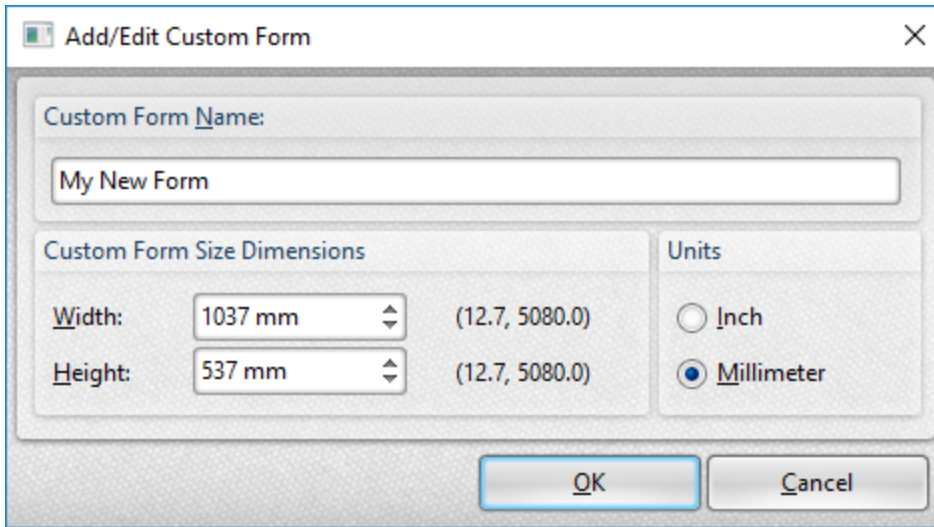 Add/Edit Custom Form
Custom Form Name:
My New Form
Custom Form Size Dimensions
Units
Width: 1037 mm (12.7, 5080.0)
Inch
Height: 537 mm (12.7, 5080.0)
Millimeter
OK
Cancel